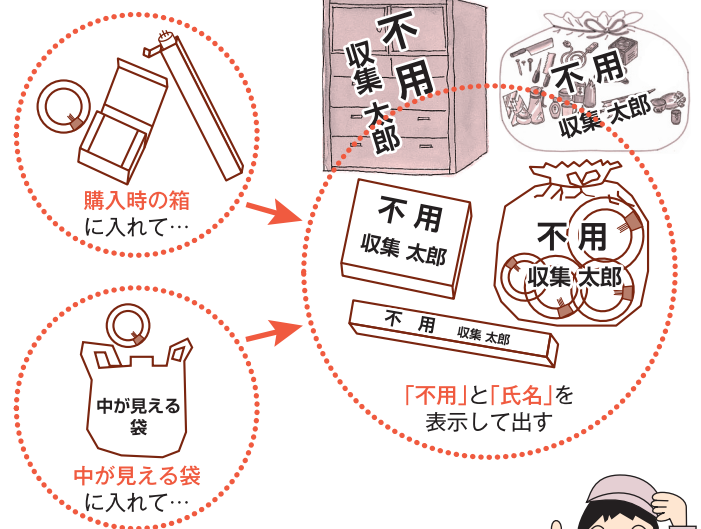 不用
収集 太郎
不用
収集 太郎
購入時の箱
に入れて…
不用
収集 太郎
不用
収集 太郎
不用 収集 太郎
中が見える
袋
「不用」と「氏名」を
表示して出す
中が見える袋
に入れて…